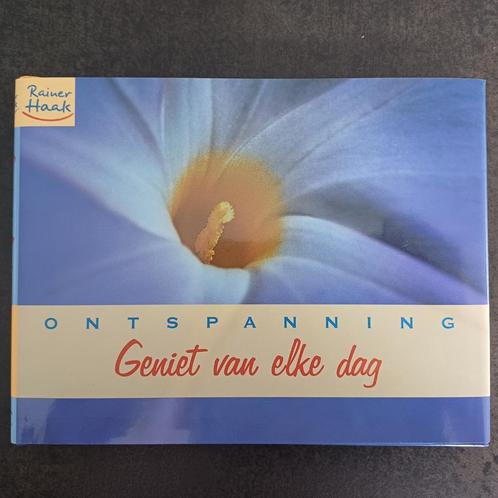 Rainer
Haak
ONTSPANNING
Geniet van elke dag